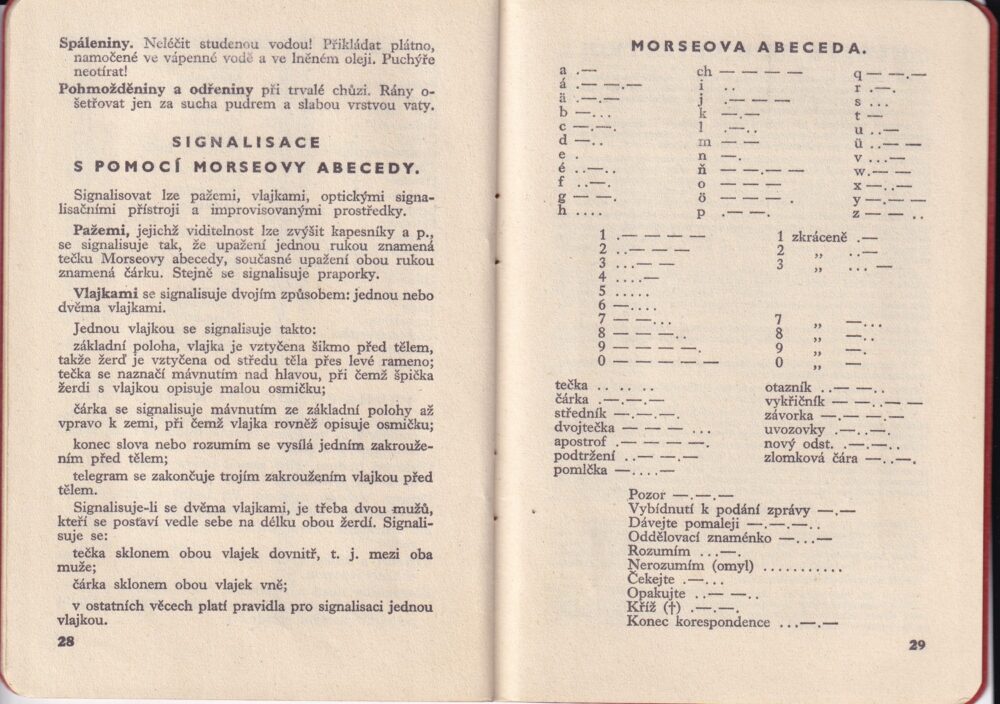 Spáleniny. Neléčit studenou vodou! Přikládat plátno,
namočené ve vápenné vodě a ve lněném oleji. Puchýře
neotírat!
Pohmožděniny a odřeniny při trvalé chůzi. Rány o-
šetřovat jen za sucha pudrem a slabou vrstvou vaty.
SIGNALISACE
S POMOCÍ MORSEOVY ABECEDY.
Signalisovat lze pažemi, vlajkami, optickými signa-
lisačními přístroji a improvisovanými prostředky.
Pažemi, jejichž viditelnost lze zvýšit kapesníky a p.,
se signalisuje tak, že upažení jednou rukou znamená
tečku Morseovy abecedy, současné upažení obou rukou
znamená čárku. Stejně se signalisuje praporky.
Vlajkami se signalisuje dvojím způsobem: jednou nebo
dvěma vlajkami.
Jednou vlajkou se signalisuje takto:
základní poloha, vlajka je vztyčena šikmo před tělem,
takže žerď je vztyčena od středu těla přes levé rameno;
tečka se naznačí mávnutím nad hlavou, při čemž špička
žerdi s vlajkou opisuje malou osmičku;
čárka se signalisuje mávnutím ze základní polohy až
vpravo k zemi, při čemž vlajka rovněž opisuje osmičku;
konec slova nebo rozumím se vysílá jedním zakrouže-
ním před tělem;
telegram se zakončuje trojím zakroužením vlajkou před
tělem.
Signalisuje-li se dvěma vlajkami, je třeba dvou mužů,
kteří se postaví vedle sebe na délku obou žerdí. Signali-
suje se:
tečka sklonem obou vlajek dovnitř, t. j. mezi oba
muže;
čárka sklonem obou vlajek vně;
v ostatních věcech platí pravidla pro signalisaci jednou
vlajkou.
28
MORSEOVA ABECEDA.
a .—
á .— —.—
ä .—.—
b —...
c —.—.
d —..
e .
é ..—..
f ..—.
g — —.
h ....
ch — — — —
i ..
j .— — —
k —.—
l .—..
m — —
n —.
ň — —.— —
o — — —
ö — — — .
p .— —.
q — —.—
r .—.
s ...
t —
u ..—
ü ..— —
v ...—
w.— —
x —..—
y —.— —
z — — ..
1 .— — — —
2 ..— — —
3 ...— —
4 ....—
5 .....
6 —....
7 — —...
8 — — —..
9 — — — —.
0 — — — — —
1 zkráceně .—
2 „ ..—
3 „ ...—
7 „ —...
8 „ —..
9 „ —.
0 „ —
tečka .. .. ..
čárka .—.—.—
středník —.—.—.
dvojtečka — — — ...
apostrof .— — — —.
podtržení ..— —.—
pomlčka —....—
otazník ..— —..
vykřičník — —..— —
závorka —.— —.—
uvozovky .—..—.
nový odst. .—.—..
zlomková čára —..—.
Pozor —.—.—
Vybídnutí k podání zprávy —.—
Dávejte pomaleji —.—.—..
Oddělovací znaménko —...—
Rozumím ...—.
Nerozumím (omyl) ...........
Čekejte .—...
Opakujte ..— —..
Kříž (†) .—.—.
Konec korespondence ...—.—
29